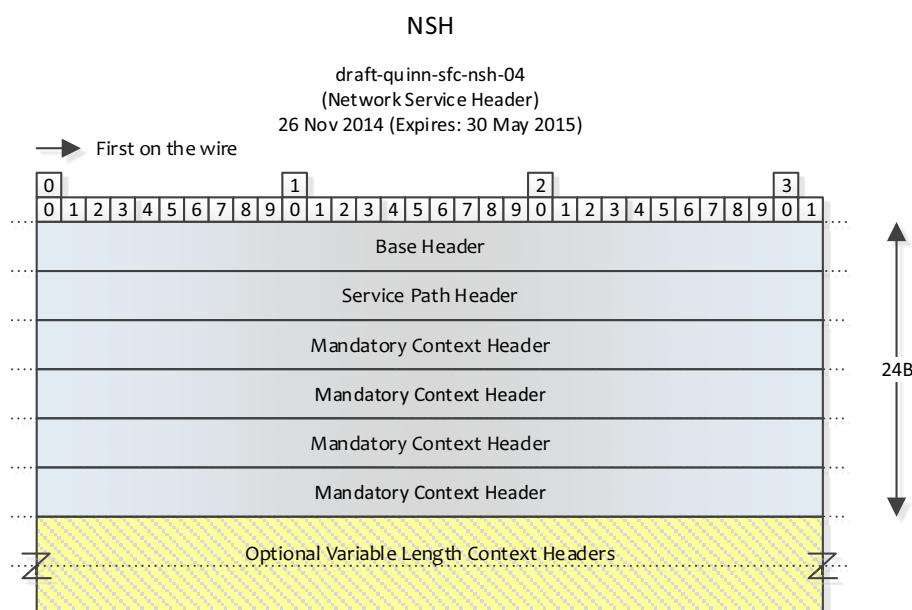 NSH
draft-quinn-sfc-nsh-04
(Network Service Header)
26 Nov 2014 (Expires: 30 May 2015)
First on the wire
0 1 2 3
0 1 2 3 4 5 6 7 8 9 0 1 2 3 4 5 6 7 8 9 0 1 2 3 4 5 6 7 8 9 0 1
Base Header
Service Path Header
Mandatory Context Header
24B
Mandatory Context Header
Mandatory Context Header
Mandatory Context Header
Optional Variable Length Context Headers